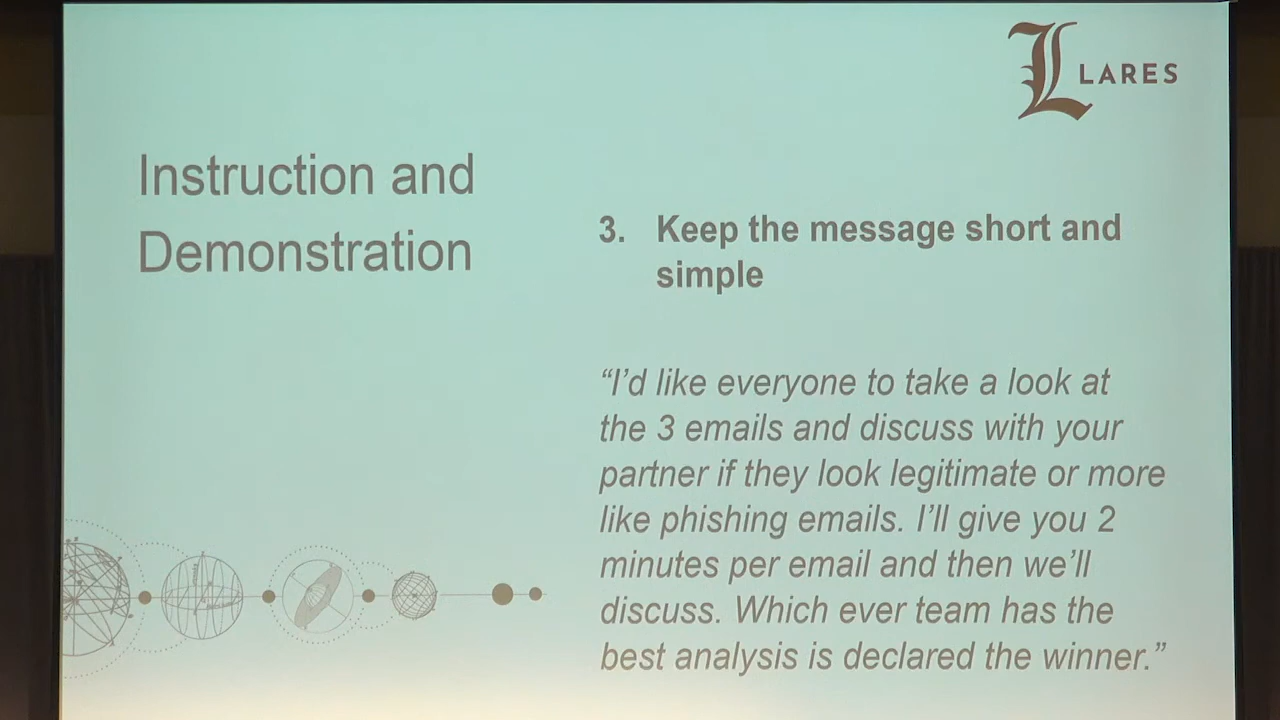 L LARES
Instruction and
Demonstration
3. Keep the message short and
simple
“I’d like everyone to take a look at
the 3 emails and discuss with your
partner if they look legitimate or more
like phishing emails. I’ll give you 2
minutes per email and then we’ll
discuss. Which ever team has the
best analysis is declared the winner.”